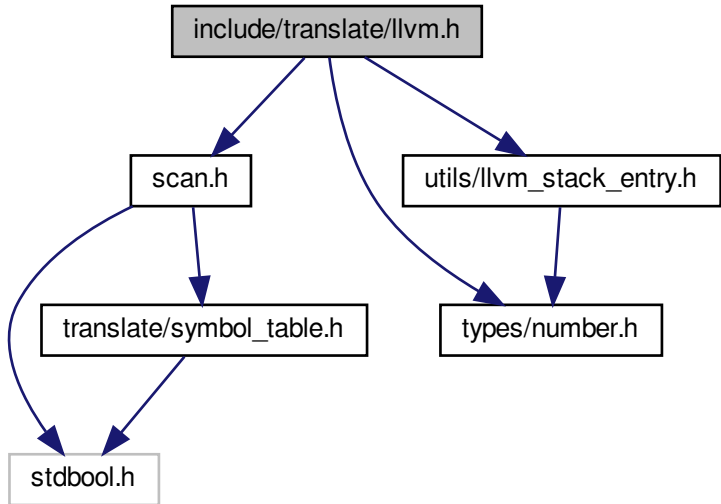 include/translate/llvm.h
scan.h
utils/llvm_stack_entry.h
translate/symbol_table.h
types/number.h
stdbool.h